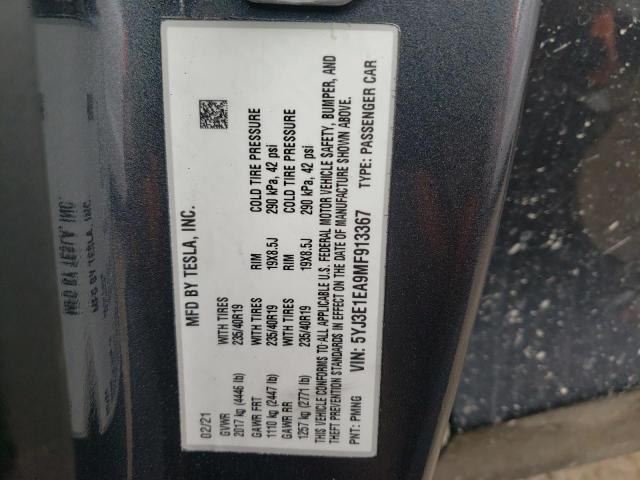 MFD BY TESLA, INC.
02/21
GVWR
2017 kg (4446 lb)
WITH TIRES
235/40R19
COLD TIRE PRESSURE
290 kPa, 42 psi
RIM
19X8.5J
GAWR FRT
1110 kg (2447 lb)
WITH TIRES
235/40R19
RIM
19X8.5J
COLD TIRE PRESSURE
290 kPa, 42 psi
GAWR RR
1257 kg (2771 lb)
WITH TIRES
235/40R19
THIS VEHICLE CONFORMS TO ALL APPLICABLE U.S. FEDERAL MOTOR VEHICLE SAFETY, BUMPER, AND
THEFT PREVENTION STANDARDS IN EFFECT ON THE DATE OF MANUFACTURE SHOWN ABOVE.
PNT: PMNG
VIN: 5YJ3E1EA9MF913367
TYPE: PASSENGER CAR
MFG BY TESLA, INC.